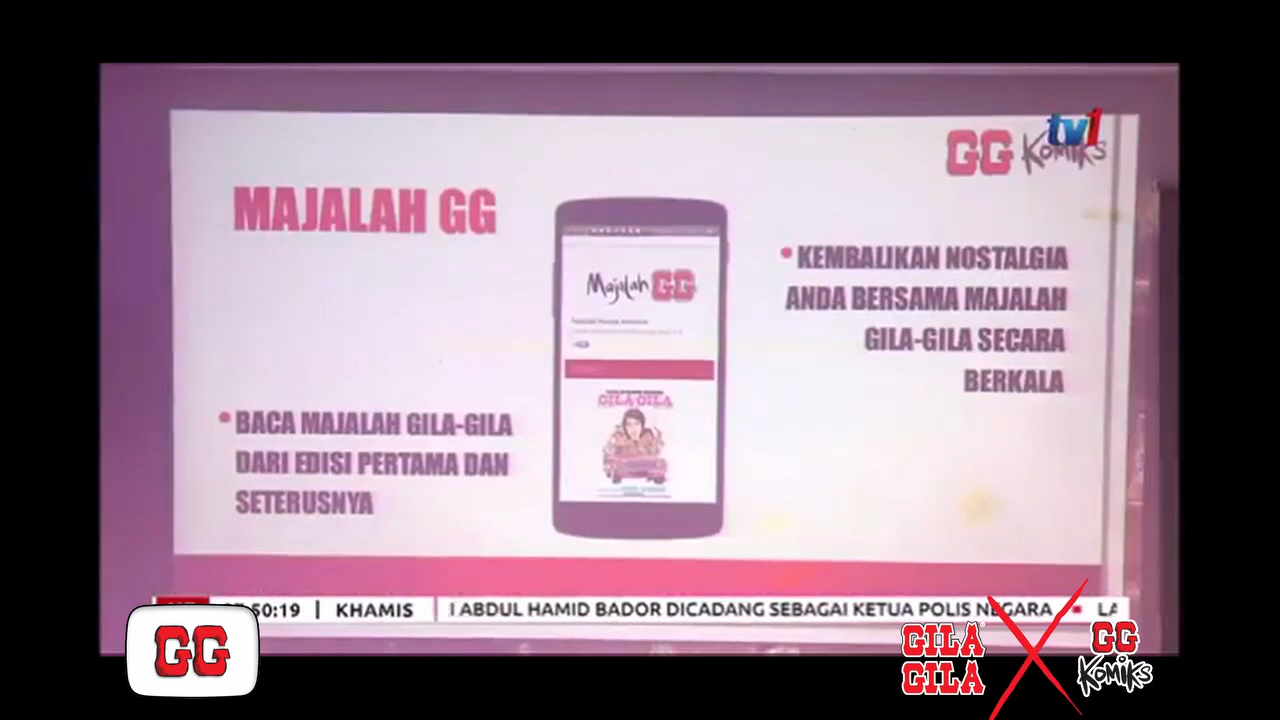 tv1
GG Komiks
MAJALAH GG
Majalah GG
GILA-GILA
• KEMBALIKAN NOSTALGIA
ANDA BERSAMA MAJALAH
GILA-GILA SECARA
BERKALA
• BACA MAJALAH GILA-GILA
DARI EDISI PERTAMA DAN
SETERUSNYA
50:19 | KHAMIS
I ABDUL HAMID BADOR DICADANG SEBAGAI KETUA POLIS NEGARA • LA
GG
GILA
GILA
GG
Komiks